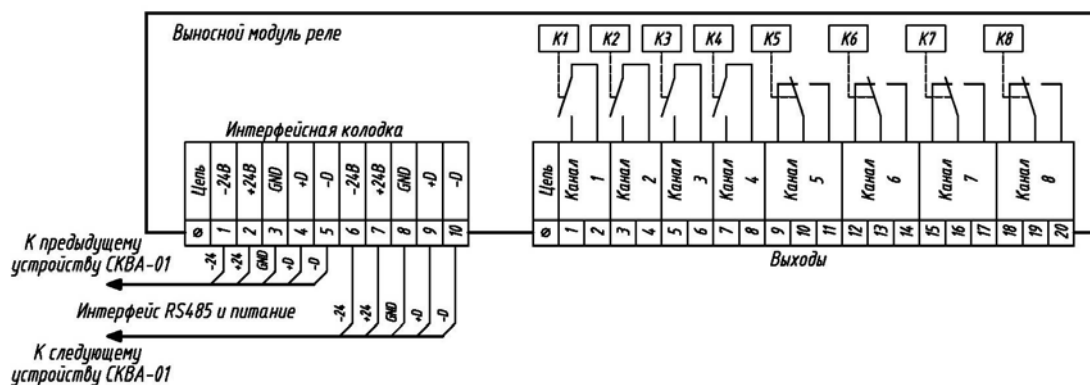 Выносной модуль реле
K1 K2 K3 K4 K5 K6 K7 K8
Интерфейсная колодка
Цепь -24В +24В GND +D -D -24В +24В GND +D -D
Цепь Канал 1 Канал 2 Канал 3 Канал 4 Канал 5 Канал 6 Канал 7 Канал 8
Ø 1 2 3 4 5 6 7 8 9 10
Ø 1 2 3 4 5 6 7 8 9 10 11 12 13 14 15 16 17 18 19 20
Выходы
К предыдущему
устройству СКВА-01
-24 +24 GND +D -D
Интерфейс RS485 и питание
-24 +24 GND +D -D
К следующему
устройству СКВА-01